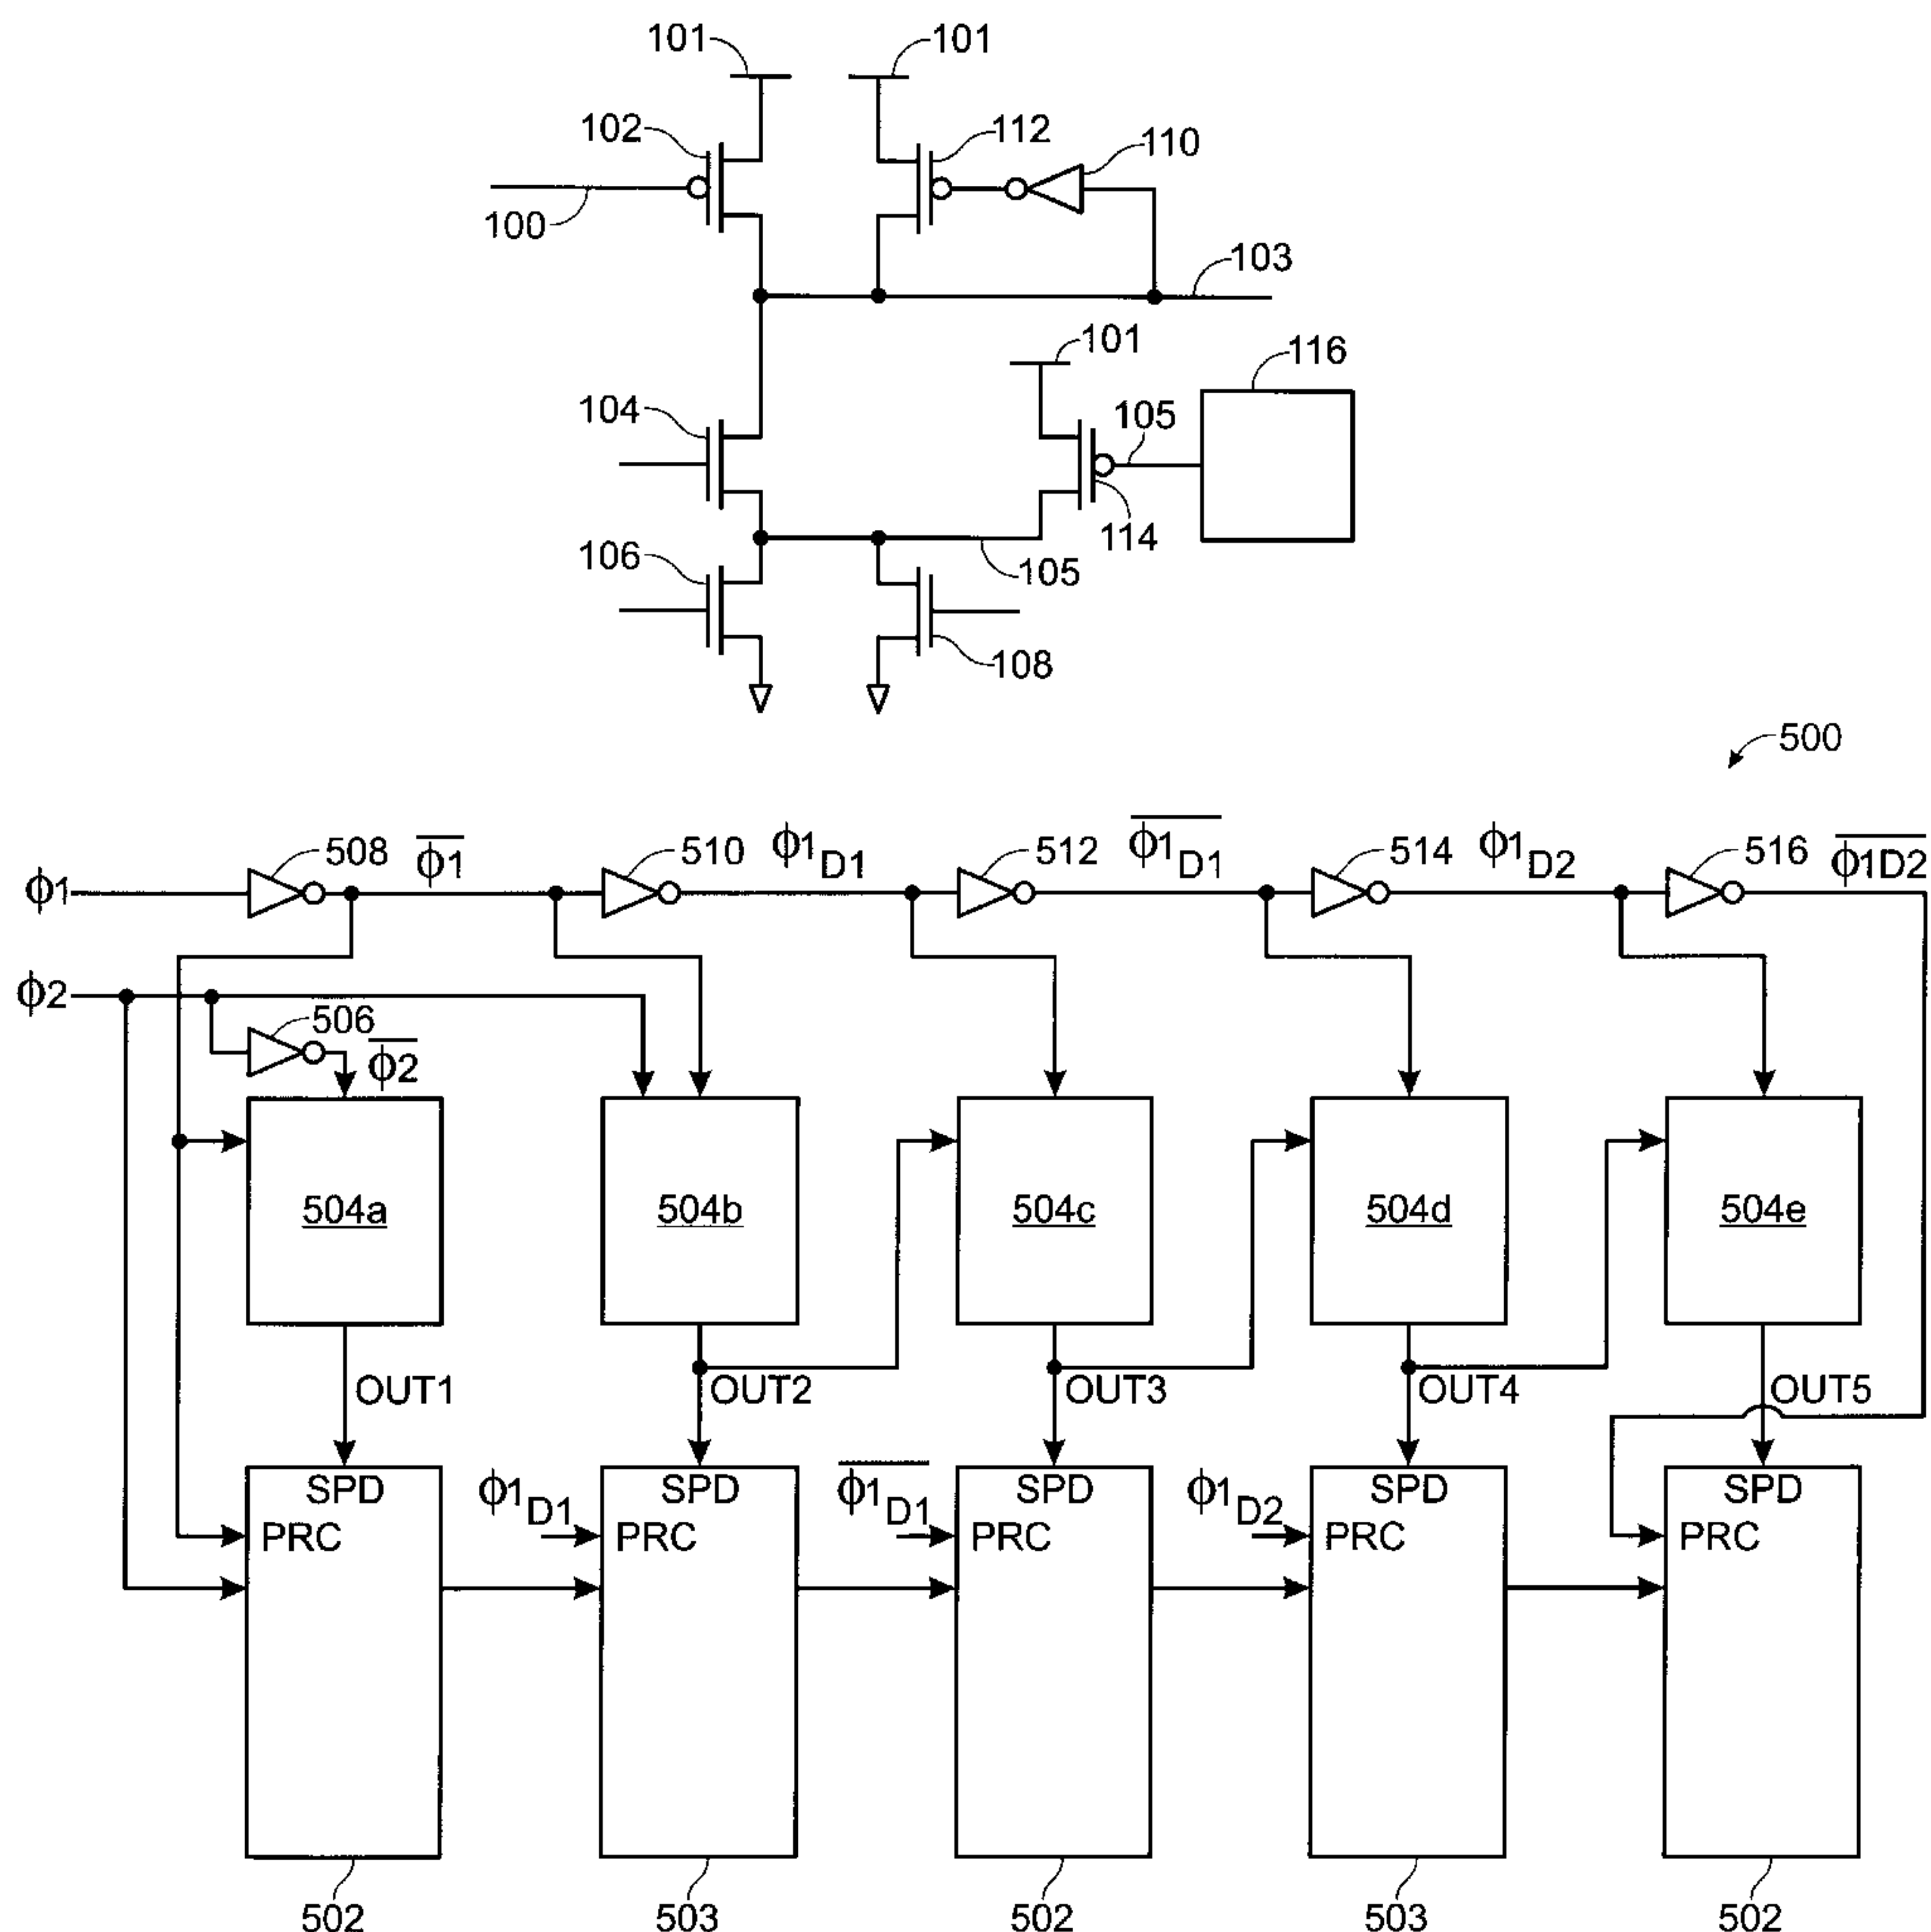 101 101
102 112 110
100
103
101 116
104 105
114
106 105
108
500
ϕ1 508 ϕ1̅ 510 ϕ1D1 512 ϕ1D1̅ 514 ϕ1D2 516 ϕ1D2̅
ϕ2
506 ϕ2̅
504a 504b 504c 504d 504e
OUT1 OUT2 OUT3 OUT4 OUT5
SPD ϕ1D1 SPD ϕ1D1̅ SPD ϕ1D2 SPD SPD
PRC PRC PRC PRC PRC
502 503 502 503 502